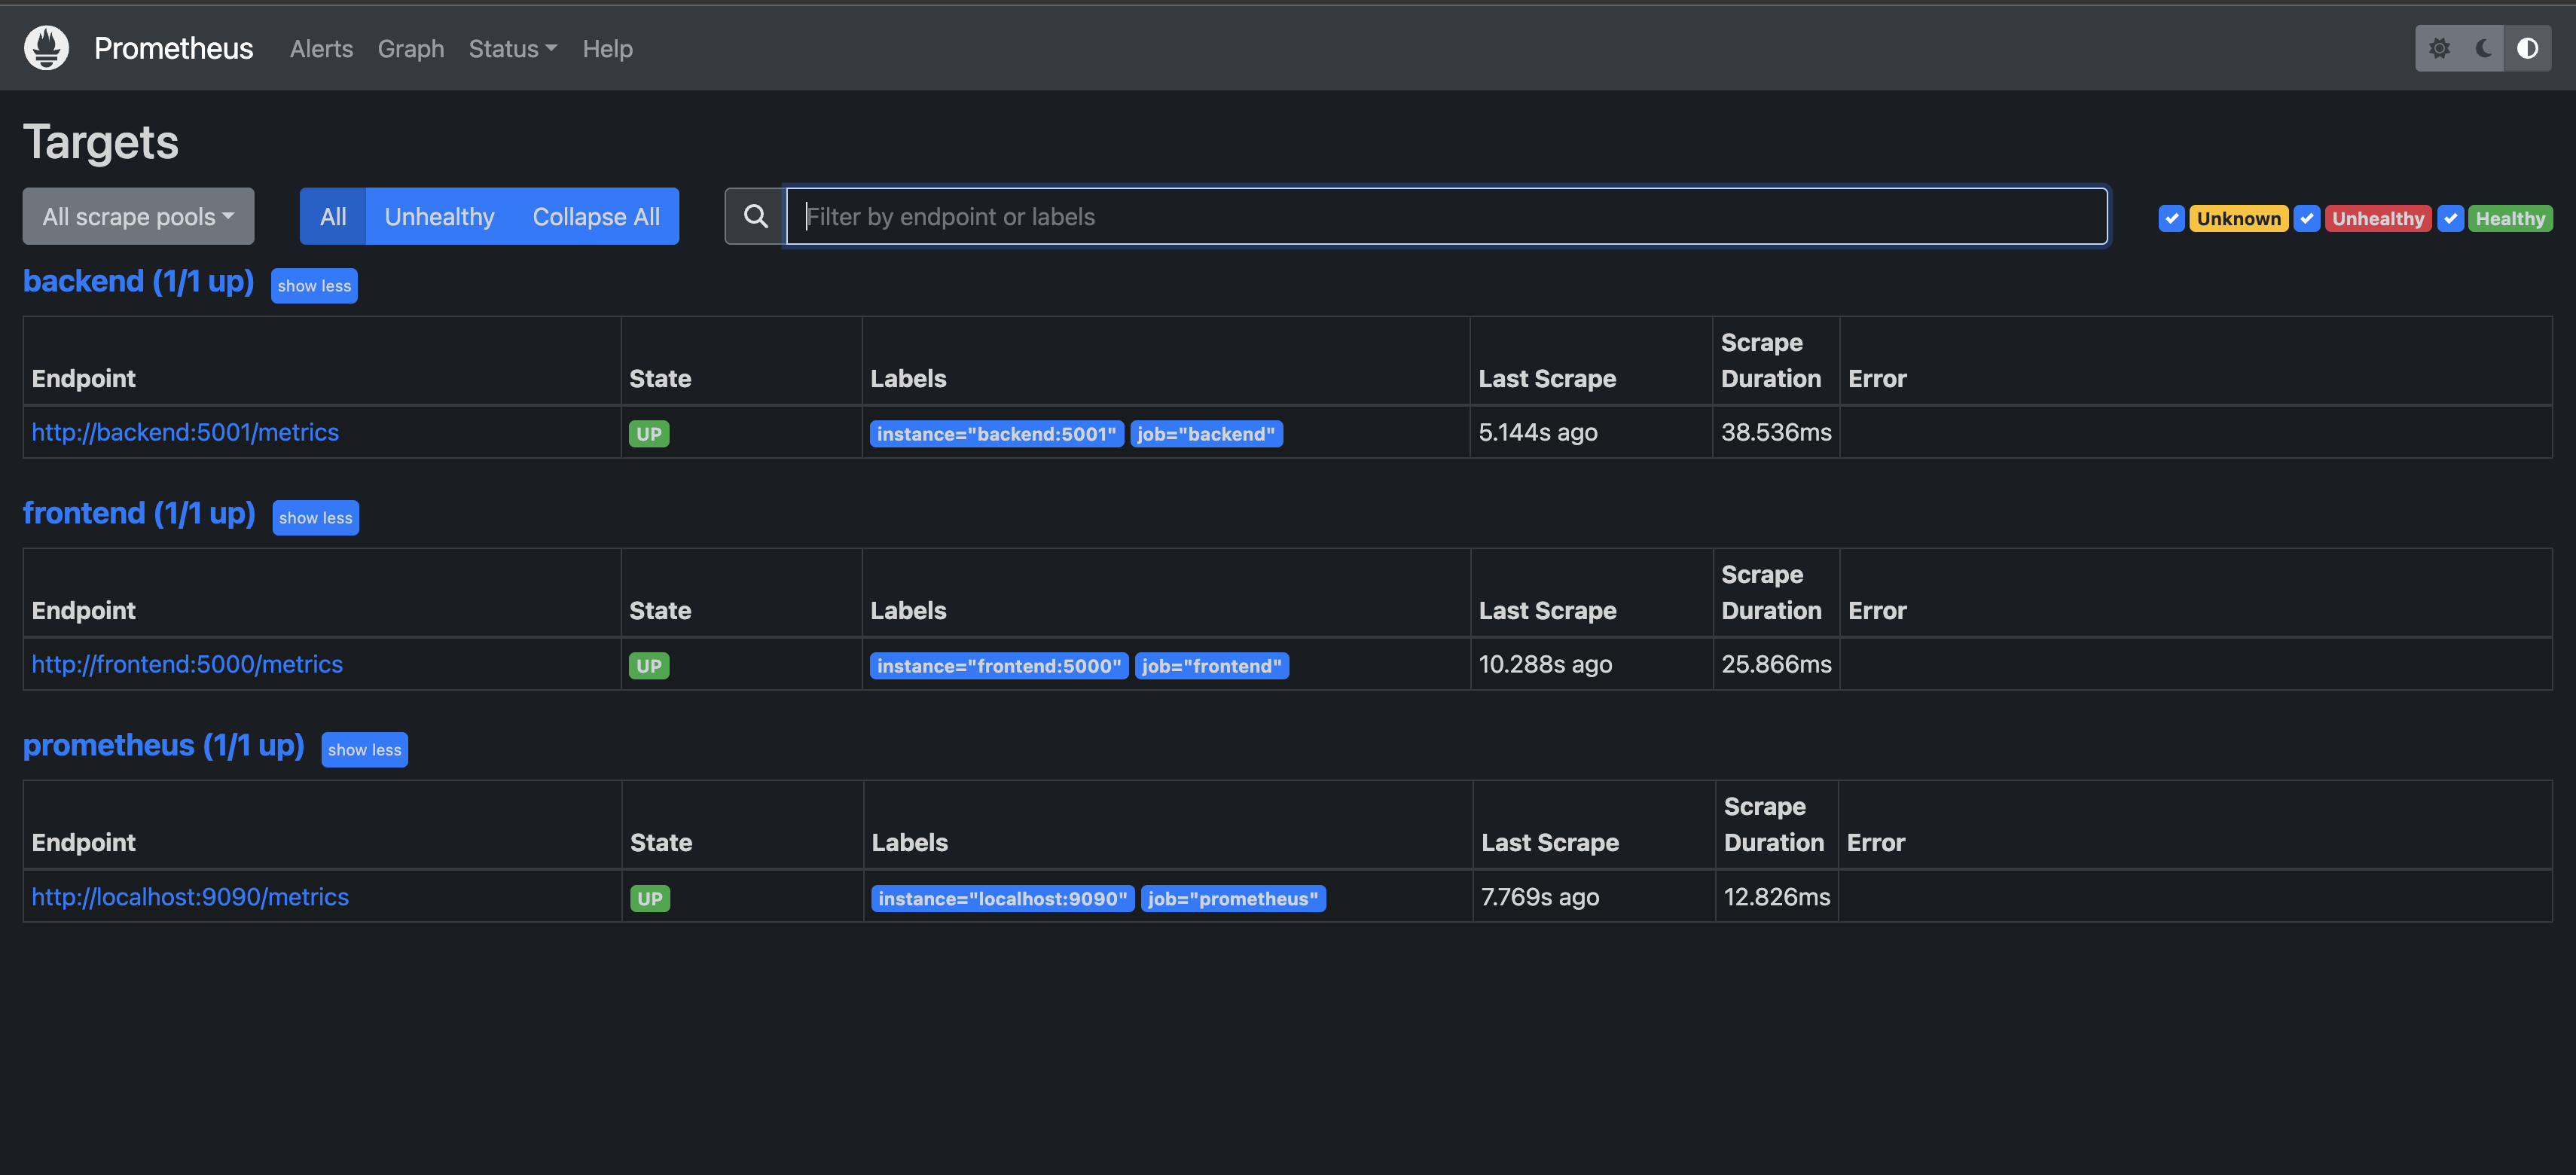 Prometheus Alerts Graph Status Help
Targets
All scrape pools All Unhealthy Collapse All Filter by endpoint or labels Unknown Unhealthy Healthy
backend (1/1 up) show less
Endpoint State Labels Last Scrape Scrape Duration Error
http://backend:5001/metrics UP instance="backend:5001" job="backend" 5.144s ago 38.536ms
frontend (1/1 up) show less
Endpoint State Labels Last Scrape Scrape Duration Error
http://frontend:5000/metrics UP instance="frontend:5000" job="frontend" 10.288s ago 25.866ms
prometheus (1/1 up) show less
Endpoint State Labels Last Scrape Scrape Duration Error
http://localhost:9090/metrics UP instance="localhost:9090" job="prometheus" 7.769s ago 12.826ms